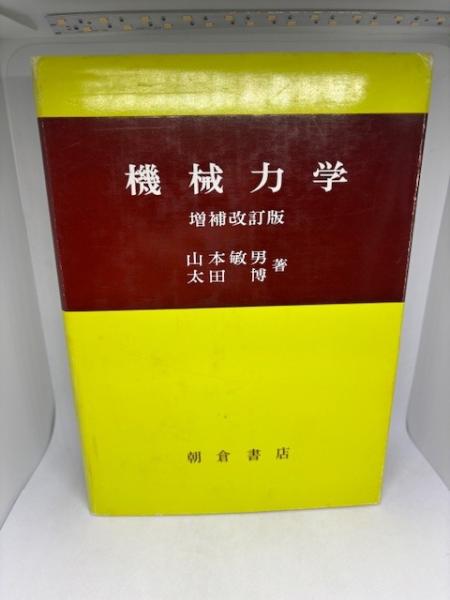 機械力学
増補改訂版
山本敏男
太田博 著
朝倉書店